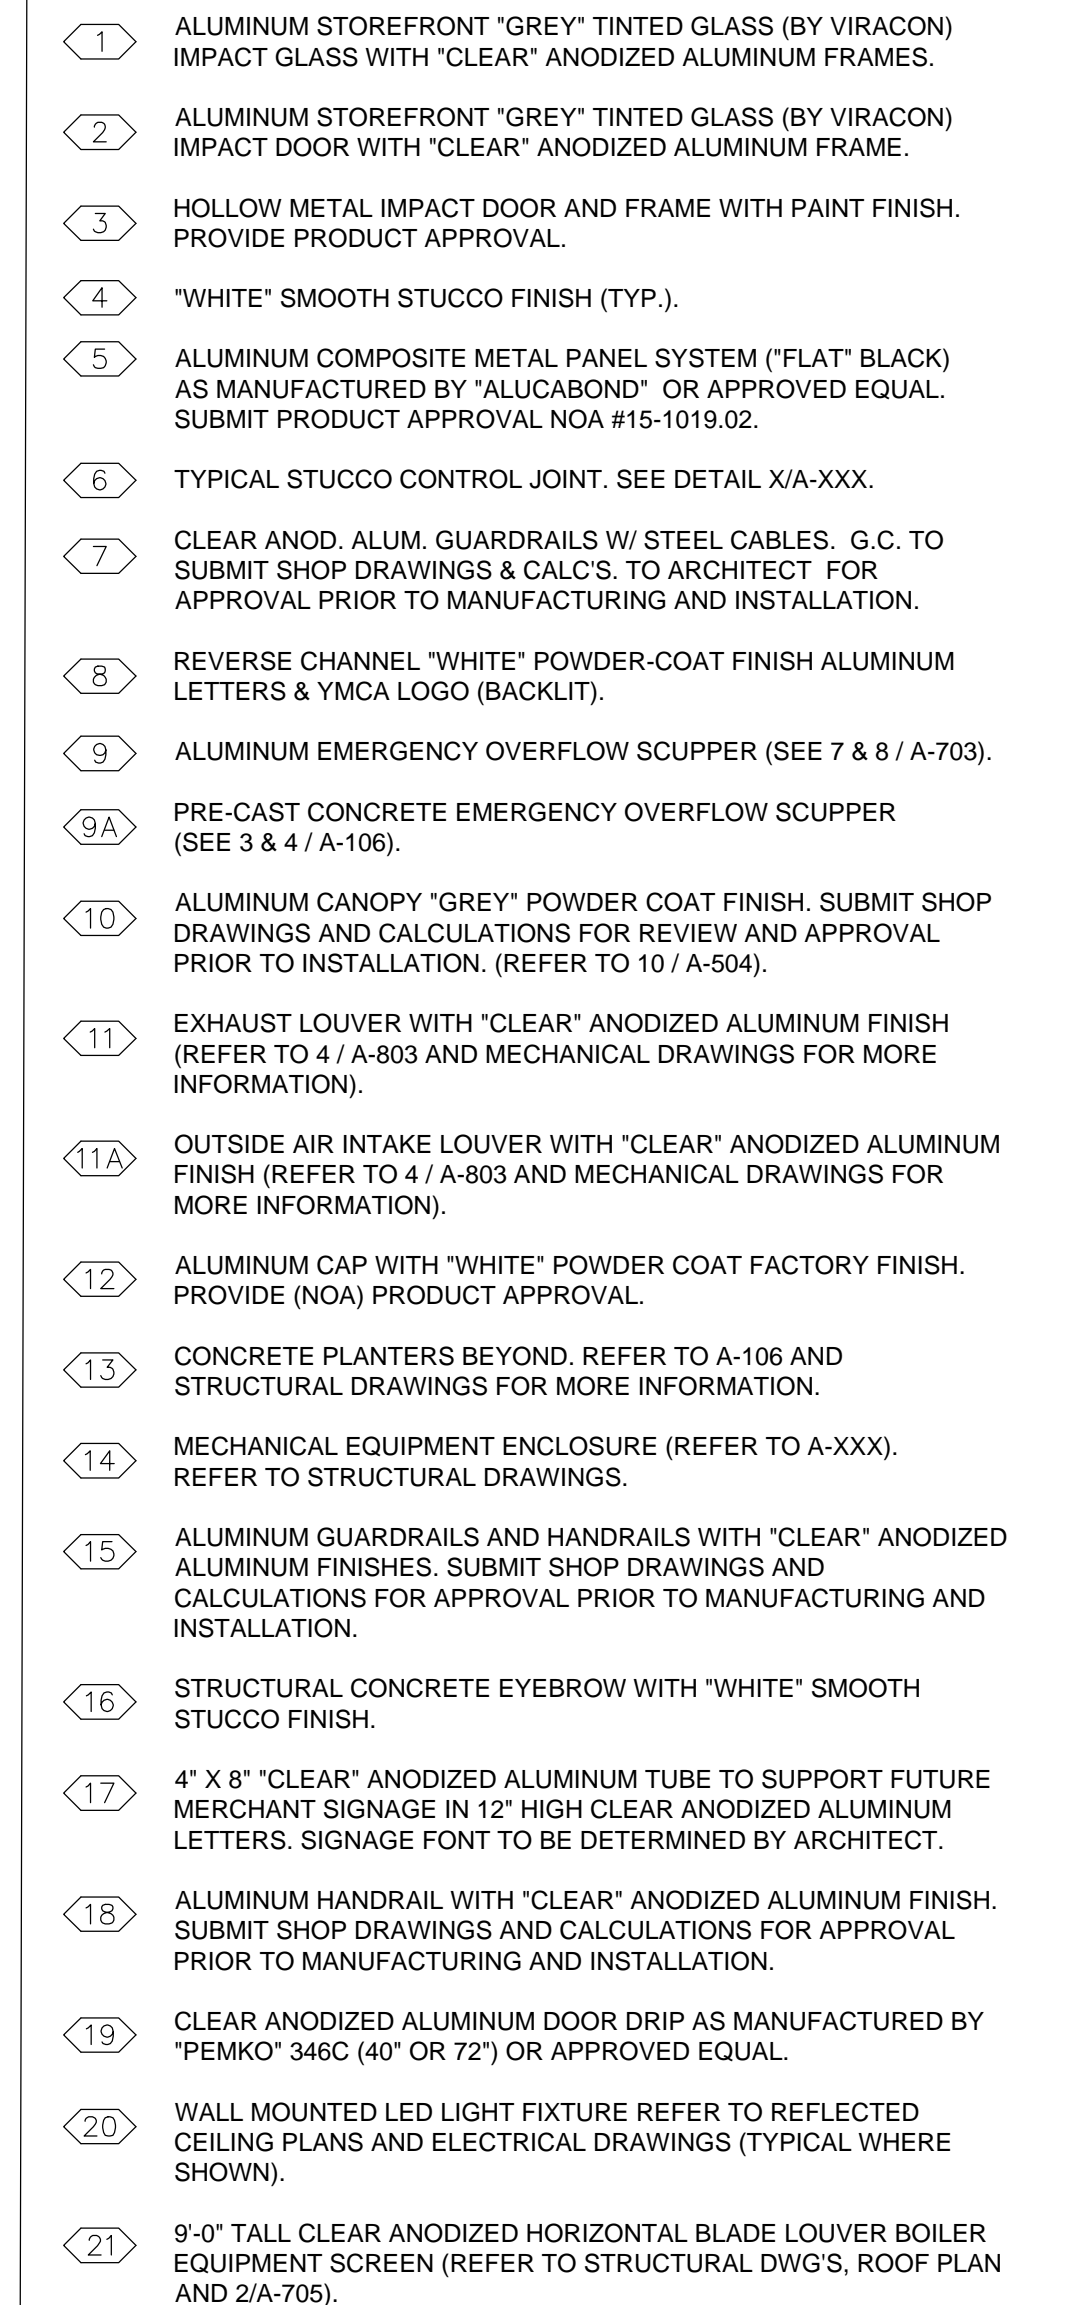 1 ALUMINUM STOREFRONT "GREY" TINTED GLASS (BY VIRACON)
IMPACT GLASS WITH "CLEAR" ANODIZED ALUMINUM FRAMES.
2 ALUMINUM STOREFRONT "GREY" TINTED GLASS (BY VIRACON)
IMPACT DOOR WITH "CLEAR" ANODIZED ALUMINUM FRAME.
3 HOLLOW METAL IMPACT DOOR AND FRAME WITH PAINT FINISH.
PROVIDE PRODUCT APPROVAL.
4 "WHITE" SMOOTH STUCCO FINISH (TYP.).
5 ALUMINUM COMPOSITE METAL PANEL SYSTEM ("FLAT" BLACK)
AS MANUFACTURED BY "ALUCABOND" OR APPROVED EQUAL.
SUBMIT PRODUCT APPROVAL NOA #15-1019.02.
6 TYPICAL STUCCO CONTROL JOINT. SEE DETAIL X/A-XXX.
7 CLEAR ANOD. ALUM. GUARDRAILS W/ STEEL CABLES. G.C. TO
SUBMIT SHOP DRAWINGS & CALC'S. TO ARCHITECT FOR
APPROVAL PRIOR TO MANUFACTURING AND INSTALLATION.
8 REVERSE CHANNEL "WHITE" POWDER-COAT FINISH ALUMINUM
LETTERS & YMCA LOGO (BACKLIT).
9 ALUMINUM EMERGENCY OVERFLOW SCUPPER (SEE 7 & 8 / A-703).
9A PRE-CAST CONCRETE EMERGENCY OVERFLOW SCUPPER
(SEE 3 & 4 / A-106).
10 ALUMINUM CANOPY "GREY" POWDER COAT FINISH. SUBMIT SHOP
DRAWINGS AND CALCULATIONS FOR REVIEW AND APPROVAL
PRIOR TO INSTALLATION. (REFER TO 10 / A-504).
11 EXHAUST LOUVER WITH "CLEAR" ANODIZED ALUMINUM FINISH
(REFER TO 4 / A-803 AND MECHANICAL DRAWINGS FOR MORE
INFORMATION).
11A OUTSIDE AIR INTAKE LOUVER WITH "CLEAR" ANODIZED ALUMINUM
FINISH (REFER TO 4 / A-803 AND MECHANICAL DRAWINGS FOR
MORE INFORMATION).
12 ALUMINUM CAP WITH "WHITE" POWDER COAT FACTORY FINISH.
PROVIDE (NOA) PRODUCT APPROVAL.
13 CONCRETE PLANTERS BEYOND. REFER TO A-106 AND
STRUCTURAL DRAWINGS FOR MORE INFORMATION.
14 MECHANICAL EQUIPMENT ENCLOSURE (REFER TO A-XXX).
REFER TO STRUCTURAL DRAWINGS.
15 ALUMINUM GUARDRAILS AND HANDRAILS WITH "CLEAR" ANODIZED
ALUMINUM FINISHES. SUBMIT SHOP DRAWINGS AND
CALCULATIONS FOR APPROVAL PRIOR TO MANUFACTURING AND
INSTALLATION.
16 STRUCTURAL CONCRETE EYEBROW WITH "WHITE" SMOOTH
STUCCO FINISH.
17 4" X 8" "CLEAR" ANODIZED ALUMINUM TUBE TO SUPPORT FUTURE
MERCHANT SIGNAGE IN 12" HIGH CLEAR ANODIZED ALUMINUM
LETTERS. SIGNAGE FONT TO BE DETERMINED BY ARCHITECT.
18 ALUMINUM HANDRAIL WITH "CLEAR" ANODIZED ALUMINUM FINISH.
SUBMIT SHOP DRAWINGS AND CALCULATIONS FOR APPROVAL
PRIOR TO MANUFACTURING AND INSTALLATION.
19 CLEAR ANODIZED ALUMINUM DOOR DRIP AS MANUFACTURED BY
"PEMKO" 346C (40" OR 72") OR APPROVED EQUAL.
20 WALL MOUNTED LED LIGHT FIXTURE REFER TO REFLECTED
CEILING PLANS AND ELECTRICAL DRAWINGS (TYPICAL WHERE
SHOWN).
21 9'-0" TALL CLEAR ANODIZED HORIZONTAL BLADE LOUVER BOILER
EQUIPMENT SCREEN (REFER TO STRUCTURAL DWG'S, ROOF PLAN
AND 2/A-705).